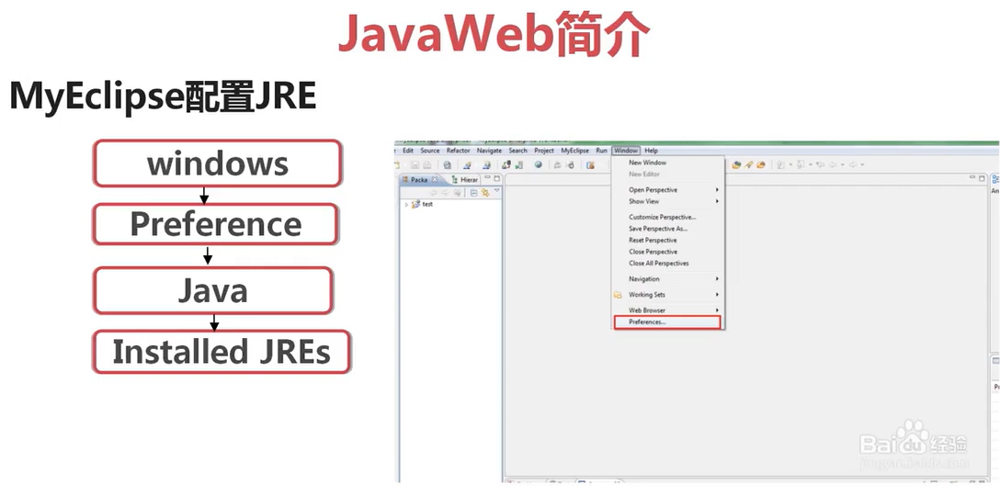 JavaWeb简介
MyEclipse配置JRE
windows
Preference
Java
Installed JREs
Edit Source Refactor Navigate Search Project MyEclipse Run Window Help
New Window
New Editor
Packa
Hierar
Open Perspective
Show View
test
Customize Perspective...
Save Perspective As...
Reset Perspective
Close Perspective
Close All Perspectives
Navigation
Working Sets
Web Browser
Preferences...
Baidu经验
jingyan.baidu.com